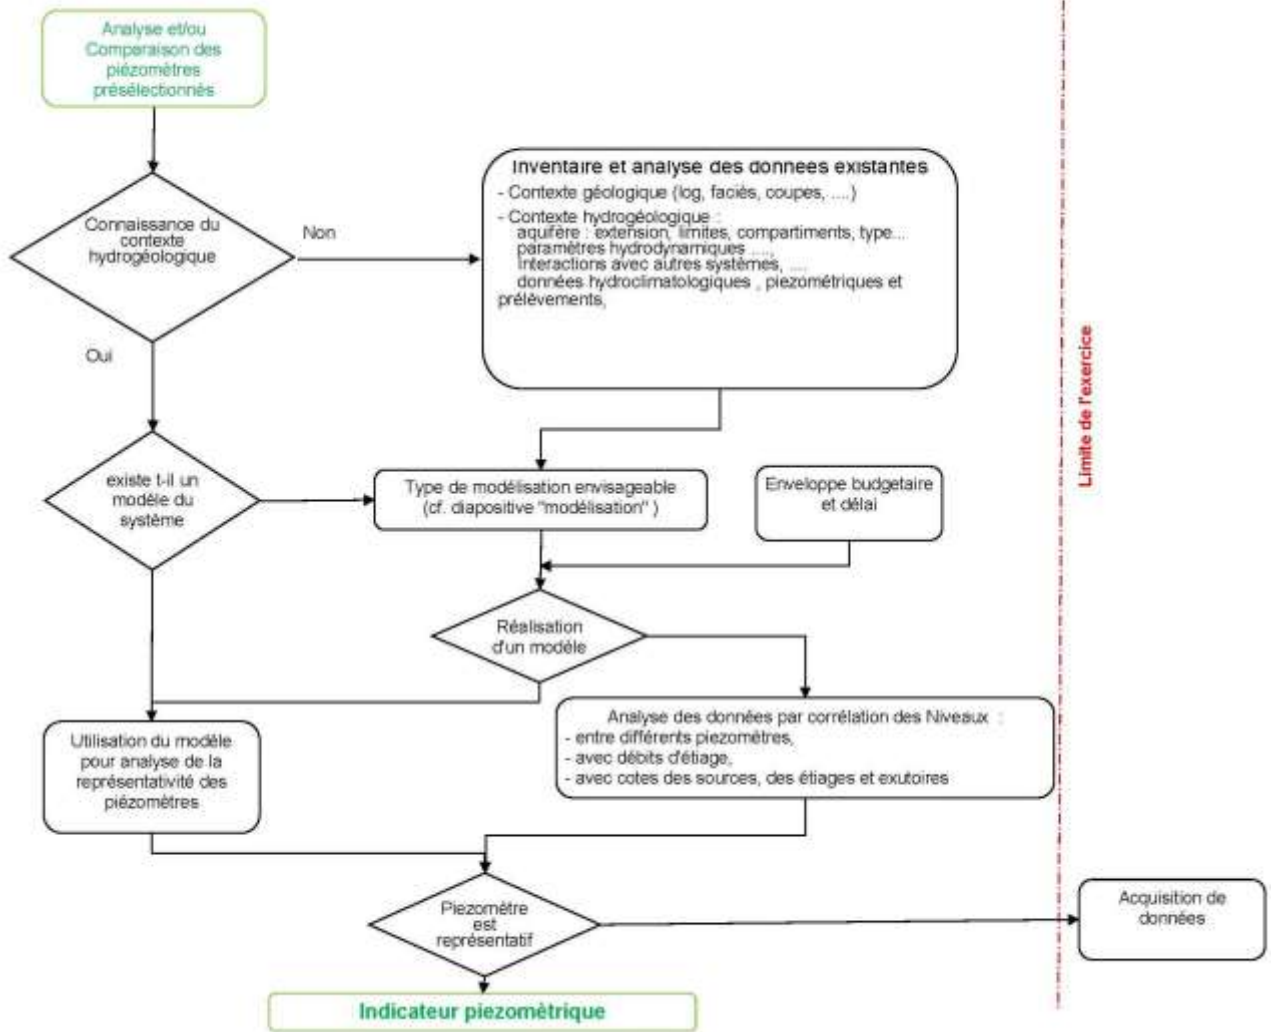 Analyse et/ou
Comparaison des
piézomètres
présélectionnés
Connaissance du
contexte
hydrogéologique
Non
Oui
Inventaire et analyse des donnees existantes
- Contexte géologique (log, faciès, coupes, ....)
- Contexte hydrogéologique :
aquifère : extension, limites, compartiments, type...
paramètres hydrodynamiques ....,
Interactions avec autres systèmes, ....
données hydroclimatologiques , piezométriques et
prélèvements,
existe t-il un
modèle du
système
Type de modélisation envisageable
(cf. diapositive "modélisation" )
Enveloppe budgetaire
et délai
Réalisation
d'un modèle
Utilisation du modèle
pour analyse de la
représentativité des
piézomètres
Analyse des données par corrélation des Niveaux :
- entre différents piezomètres,
- avec débits d'étiage,
- avec cotes des sources, des étiages et exutoires
Piezomètre
est
représentatif
Indicateur piezomètrique
Limite de l'exercice
Acquisition de
données